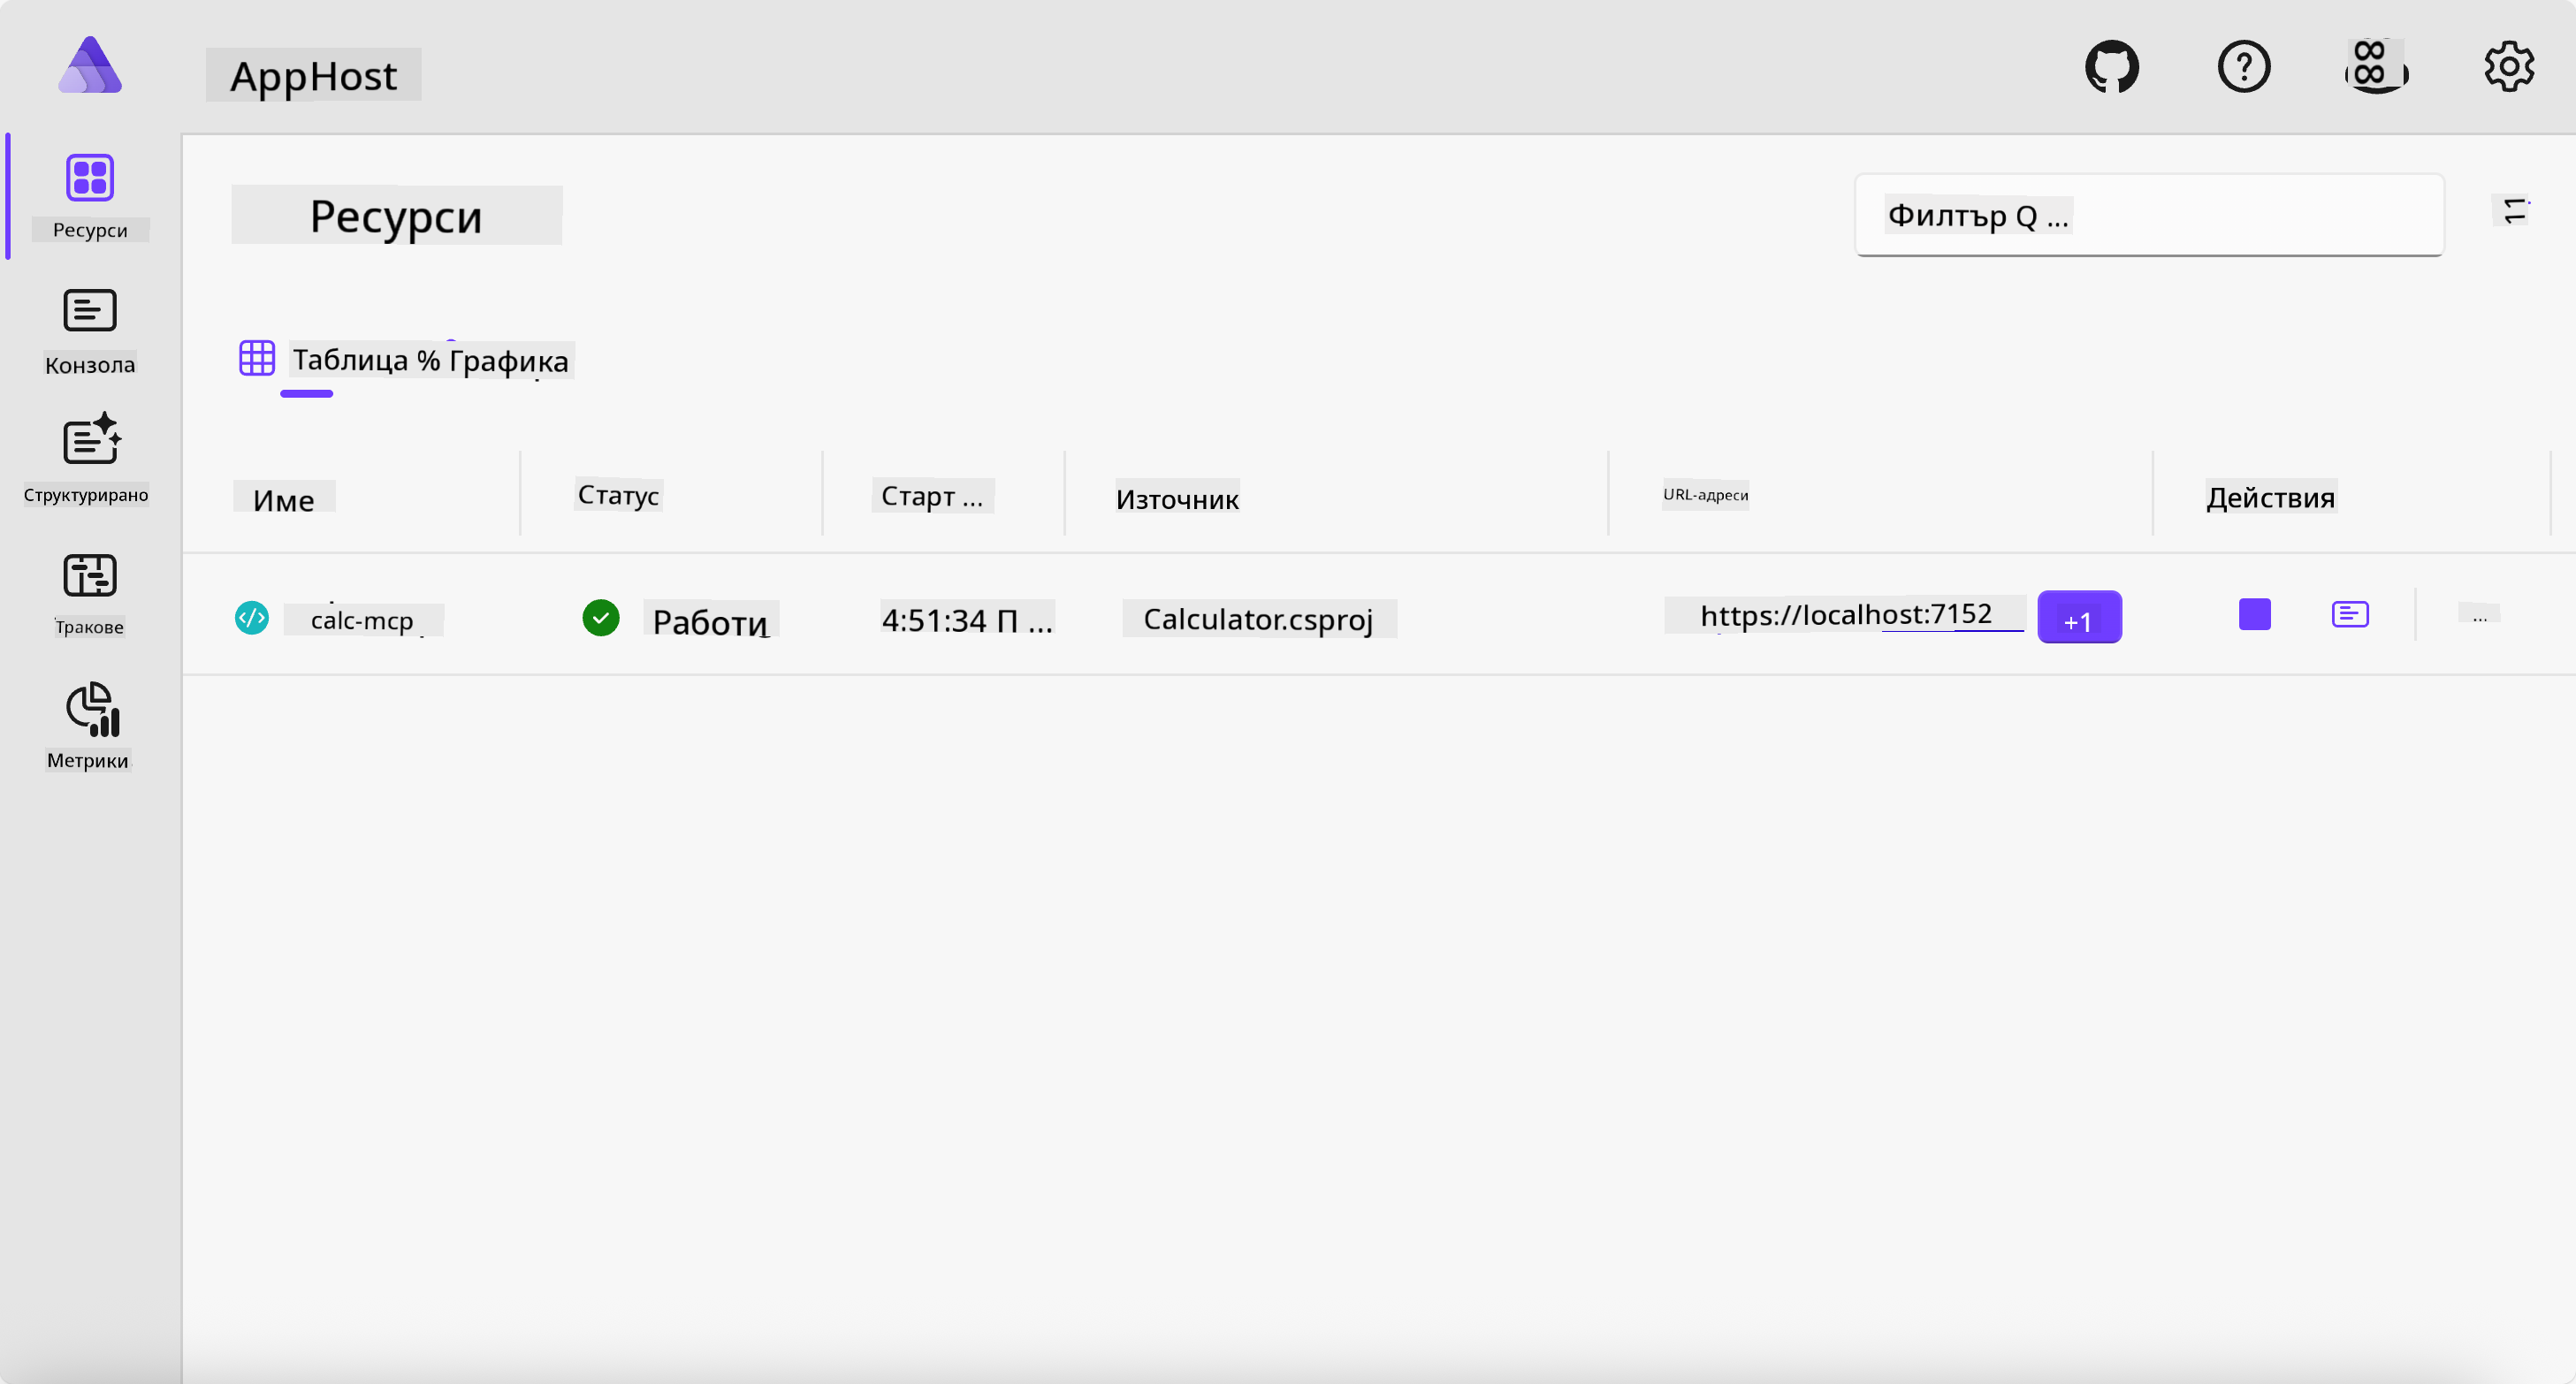 AppHost
Ресурси
Филтър Q ...
11
Ресурси
Конзола
Структурирано
Тракове
Метрики
Таблица % Графика
Име Статус Старт ... Източник URL-адреси Действия
calc-mcp Работи 4:51:34 П ... Calculator.csproj https://localhost:7152 +1 ...